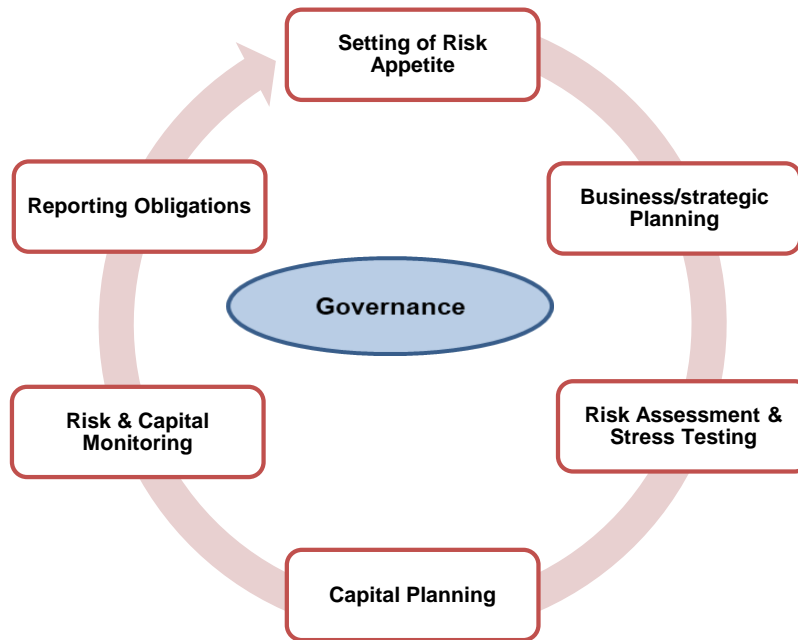 Setting of Risk
Appetite
Business/strategic
Planning
Risk Assessment &
Stress Testing
Capital Planning
Risk & Capital
Monitoring
Reporting Obligations
Governance